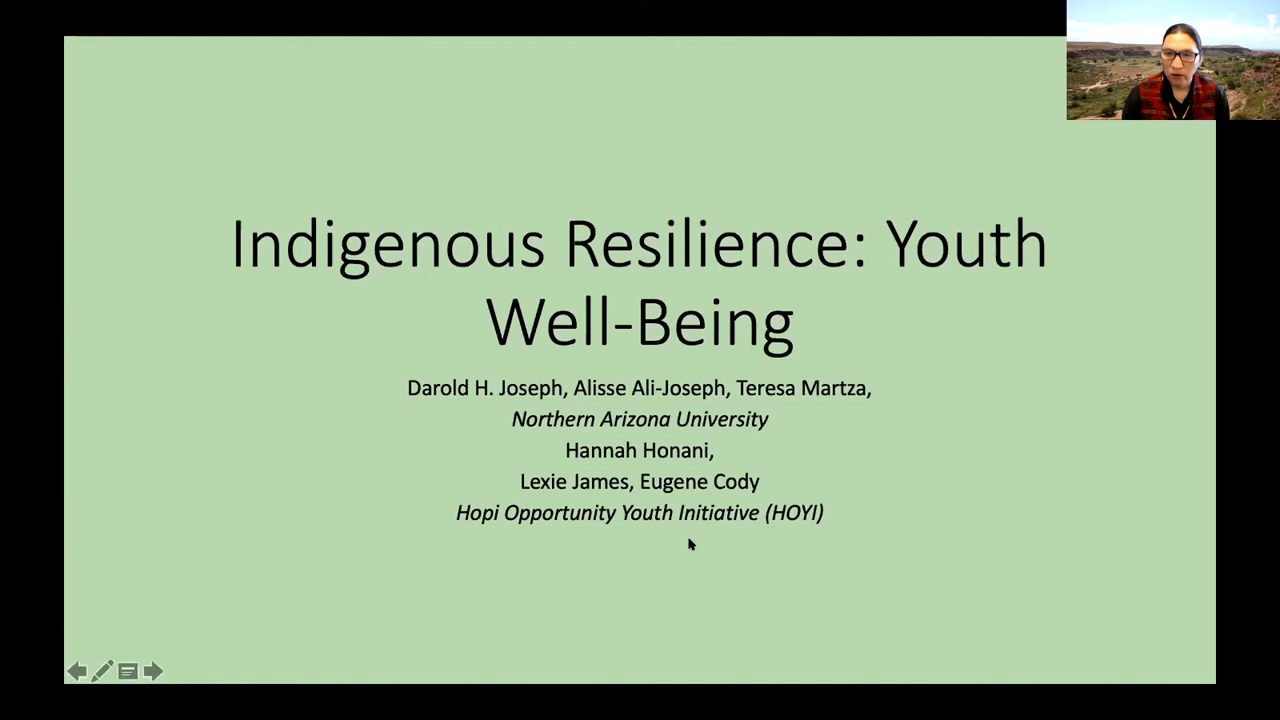 Indigenous Resilience: Youth
Well-Being
Darold H. Joseph, Alisse Ali-Joseph, Teresa Martza,
Northern Arizona University
Hannah Honani,
Lexie James, Eugene Cody
Hopi Opportunity Youth Initiative (HOYI)